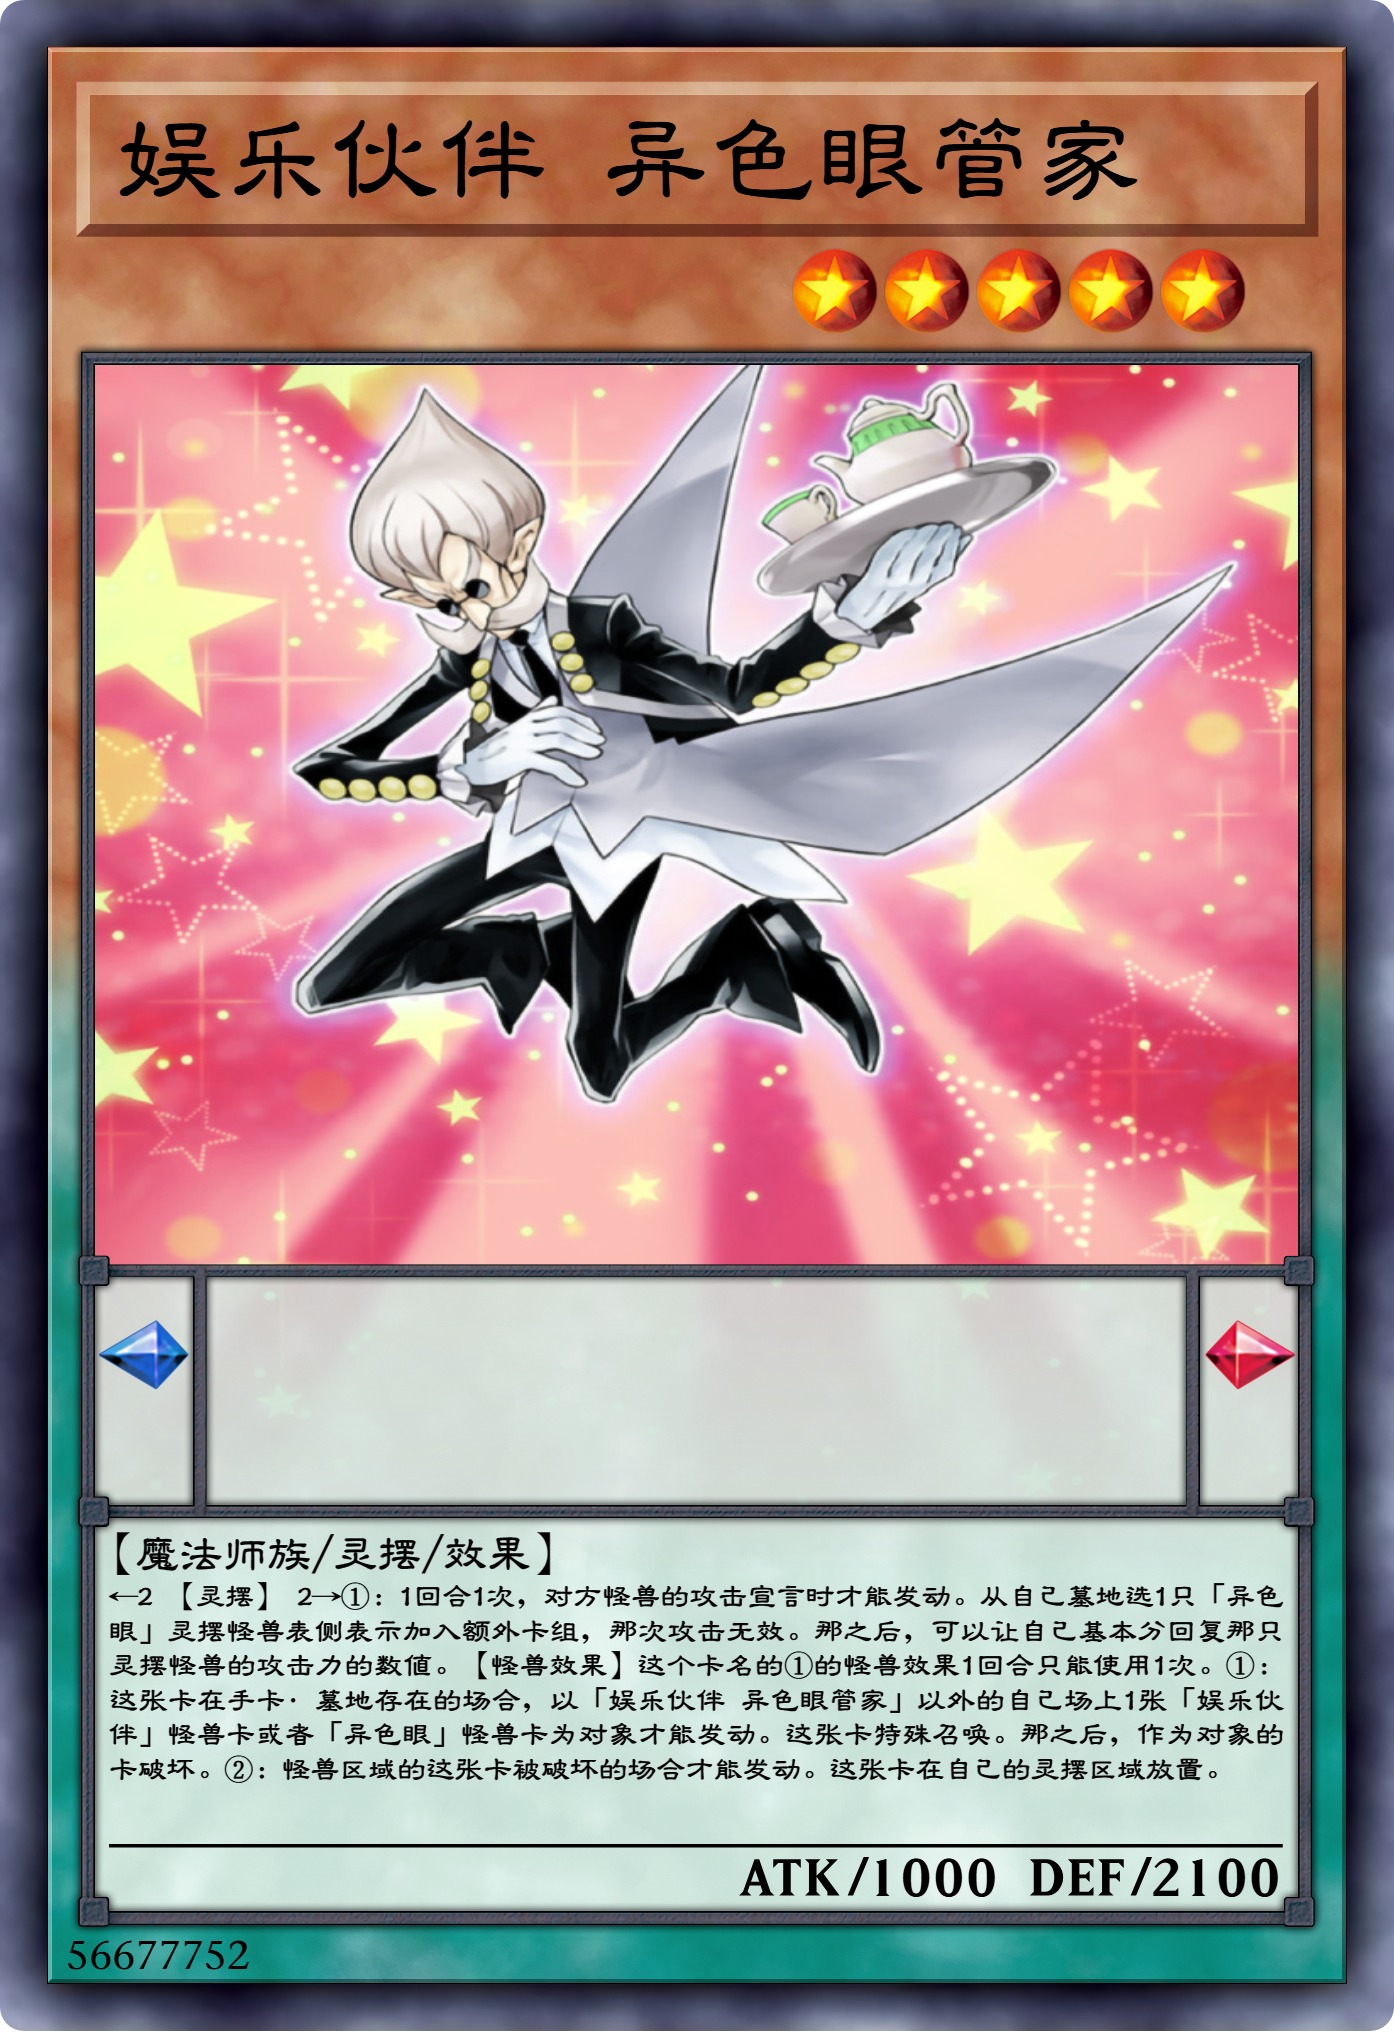 娱乐伙伴 异色眼管家
【魔法师族/灵摆/效果】
←2 【灵摆】 2→①：1回合1次，对方怪兽的攻击宣言时才能发动。从自己墓地选1只「异色
眼」灵摆怪兽表侧表示加入额外卡组，那次攻击无效。那之后，可以让自己基本分回复那只
灵摆怪兽的攻击力的数值。【怪兽效果】这个卡名的①的怪兽效果1回合只能使用1次。①：
这张卡在手卡·墓地存在的场合，以「娱乐伙伴 异色眼管家」以外的自己场上1张「娱乐伙
伴」怪兽卡或者「异色眼」怪兽卡为对象才能发动。这张卡特殊召唤。那之后，作为对象的
卡破坏。②：怪兽区域的这张卡被破坏的场合才能发动。这张卡在自己的灵摆区域放置。
ATK/1000 DEF/2100
56677752